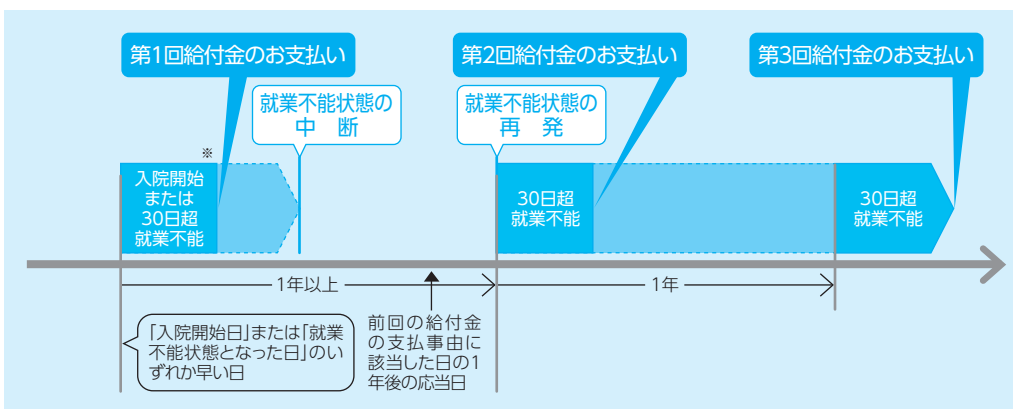 第1回給付金のお支払い
第2回給付金のお支払い
第3回給付金のお支払い
就業不能状態の
中 断
就業不能状態の
再 発
※
入院開始
または
30日超
就業不能
30日超
就業不能
30日超
就業不能
1年以上
1年
「入院開始日」または「就業
不能状態となった日」のい
ずれか早い日
前回の給付金
の支払事由に
該当した日の1
年後の応当日